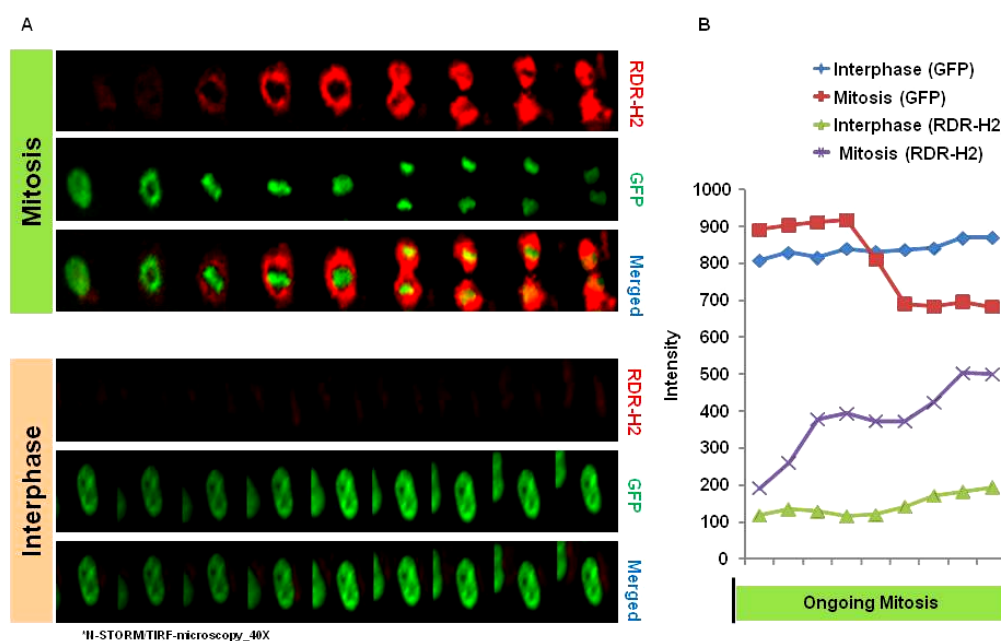 A
Mitosis
RDR-H2
GFP
Merged
Interphase
RDR-H2
GFP
Merged
*N-STORM/TIRF-microscopy_40X
B
Interphase (GFP)
Mitosis (GFP)
Interphase (RDR-H2
Mitosis (RDR-H2)
1000
900
800
700
600
500
400
300
200
100
0
Intensity
Ongoing Mitosis